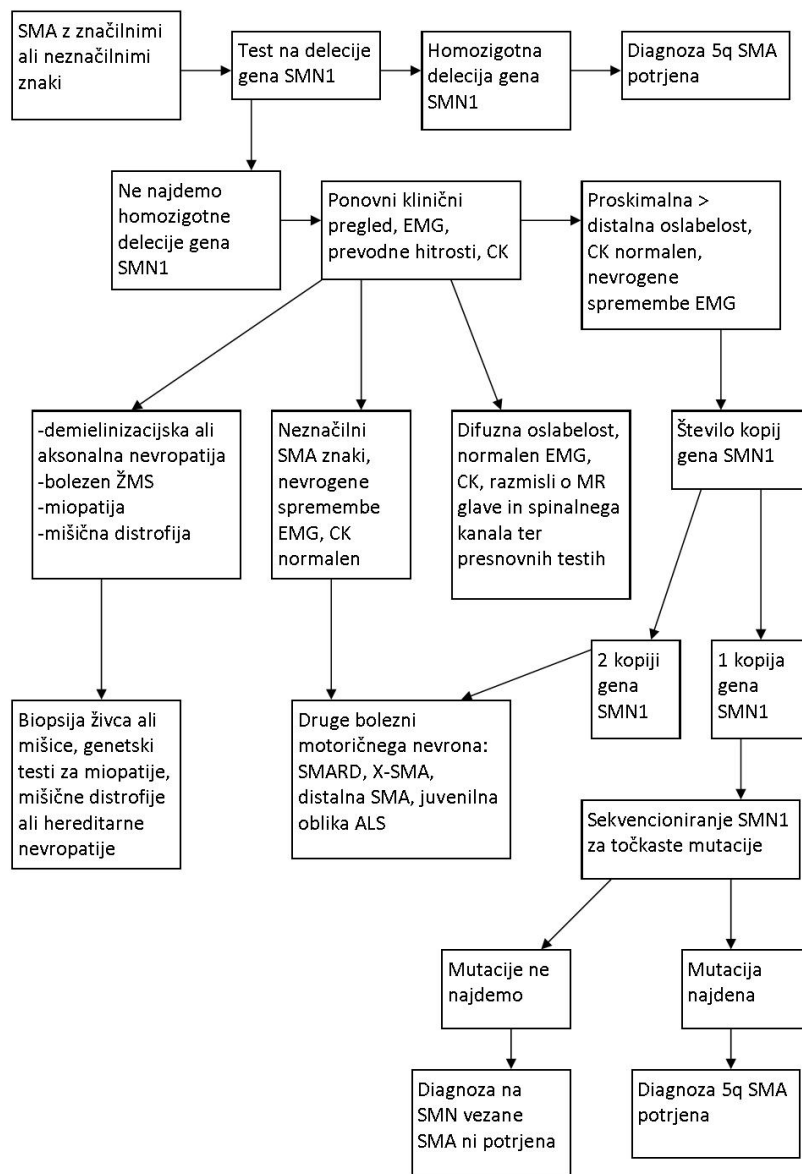 SMA z značilnimi
ali neznačilnimi
znaki
Test na delecije
gena SMN1
Homozigotna
delecija gena
SMN1
Diagnoza 5q SMA
potrjena
Ne najdemo
homozigotne
delecije gena
SMN1
Ponovni klinični
pregled, EMG,
prevodne hitrosti, CK
Proskimalna >
distalna oslabelost,
CK normalen,
nevrogene
spremembe EMG
-demielinizacijska ali
aksonalna nevropatija
-bolezen ŽMS
-miopatija
-mišična distrofija
Neznačilni
SMA znaki,
nevrogene
spremembe
EMG, CK
normalen
Difuzna oslabelost,
normalen EMG,
CK, razmisli o MR
glave in spinalnega
kanala ter
presnovnih testih
Število kopij
gena SMN1
2 kopiji
gena
SMN1
1 kopija
gena
SMN1
Biopsija živca ali
mišice, genetski
testi za miopatije,
mišične distrofije
ali hereditarne
nevropatije
Druge bolezni
motoričnega nevrona:
SMARD, X-SMA,
distalna SMA, juvenilna
oblika ALS
Sekvencioniranje SMN1
za točkaste mutacije
Mutacije ne
najdemo
Mutacija
najdena
Diagnoza na
SMN vezane
SMA ni potrjena
Diagnoza 5q SMA
potrjena